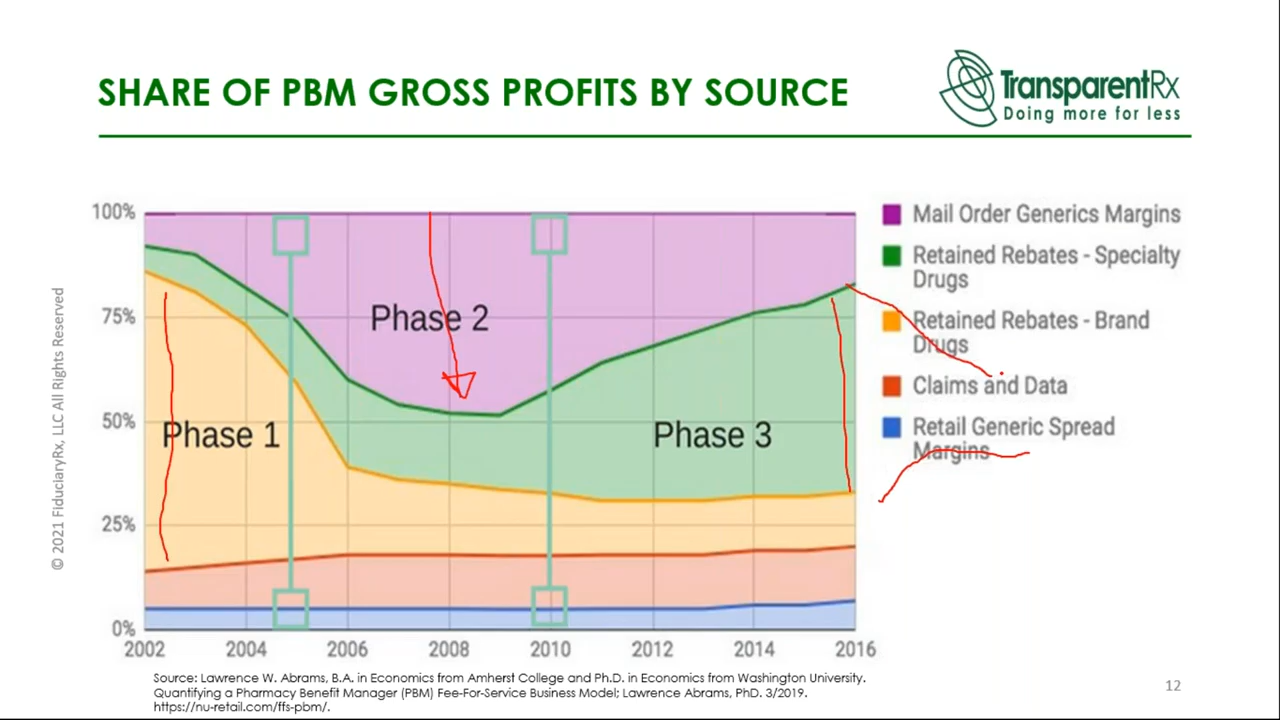 SHARE OF PBM GROSS PROFITS BY SOURCE
TransparentRx
Doing more for less
© 2021 FiduciaryRx, LLC All Rights Reserved
100%
75%
50%
25%
0%
Phase 1
Phase 2
Phase 3
2002
2004
2006
2008
2010
2012
2014
2016
Mail Order Generics Margins
Retained Rebates - Specialty
Drugs
Retained Rebates - Brand
Drugs
Claims and Data
Retail Generic Spread
Margins
Source: Lawrence W. Abrams, B.A. in Economics from Amherst College and Ph.D. in Economics from Washington University.
Quantifying a Pharmacy Benefit Manager (PBM) Fee-For-Service Business Model; Lawrence Abrams, PhD. 3/2019.
https://nu-retail.com/ffs-pbm/.
12